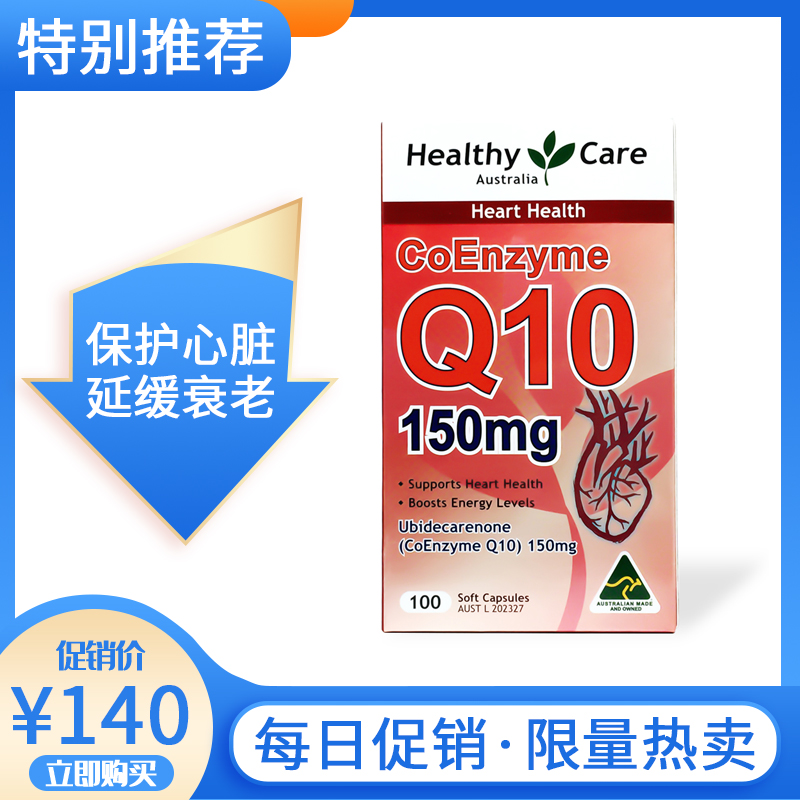 特别推荐
Healthy Care
Australia
Heart Health
CoEnzyme
Q10
150mg
• Supports Heart Health
• Boosts Energy Levels
Ubidecarenone
(CoEnzyme Q10) 150mg
100 Soft Capsules
AUST L 202327
AUSTRALIAN MADE
AND OWNED
保护心脏
延缓衰老
促销价
¥140
立即购买
每日促销·限量热卖